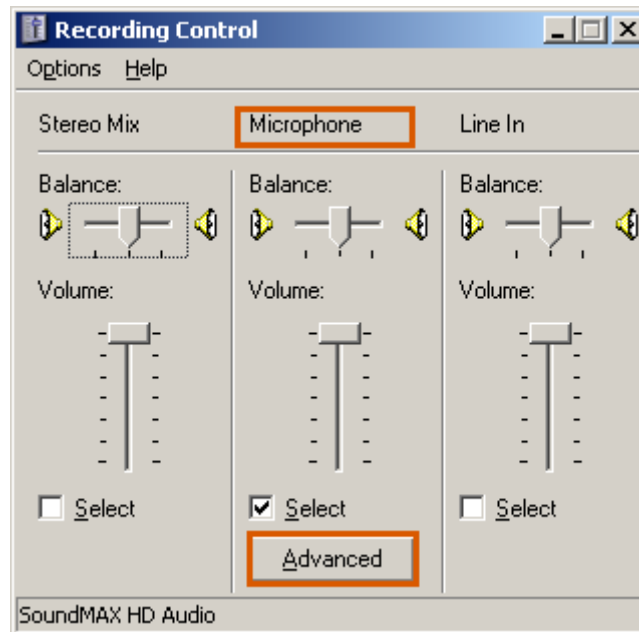 Recording Control
Options Help
Stereo Mix Microphone Line In
Balance: Balance: Balance:
Volume: Volume: Volume:
Select Select Select
Advanced
SoundMAX HD Audio